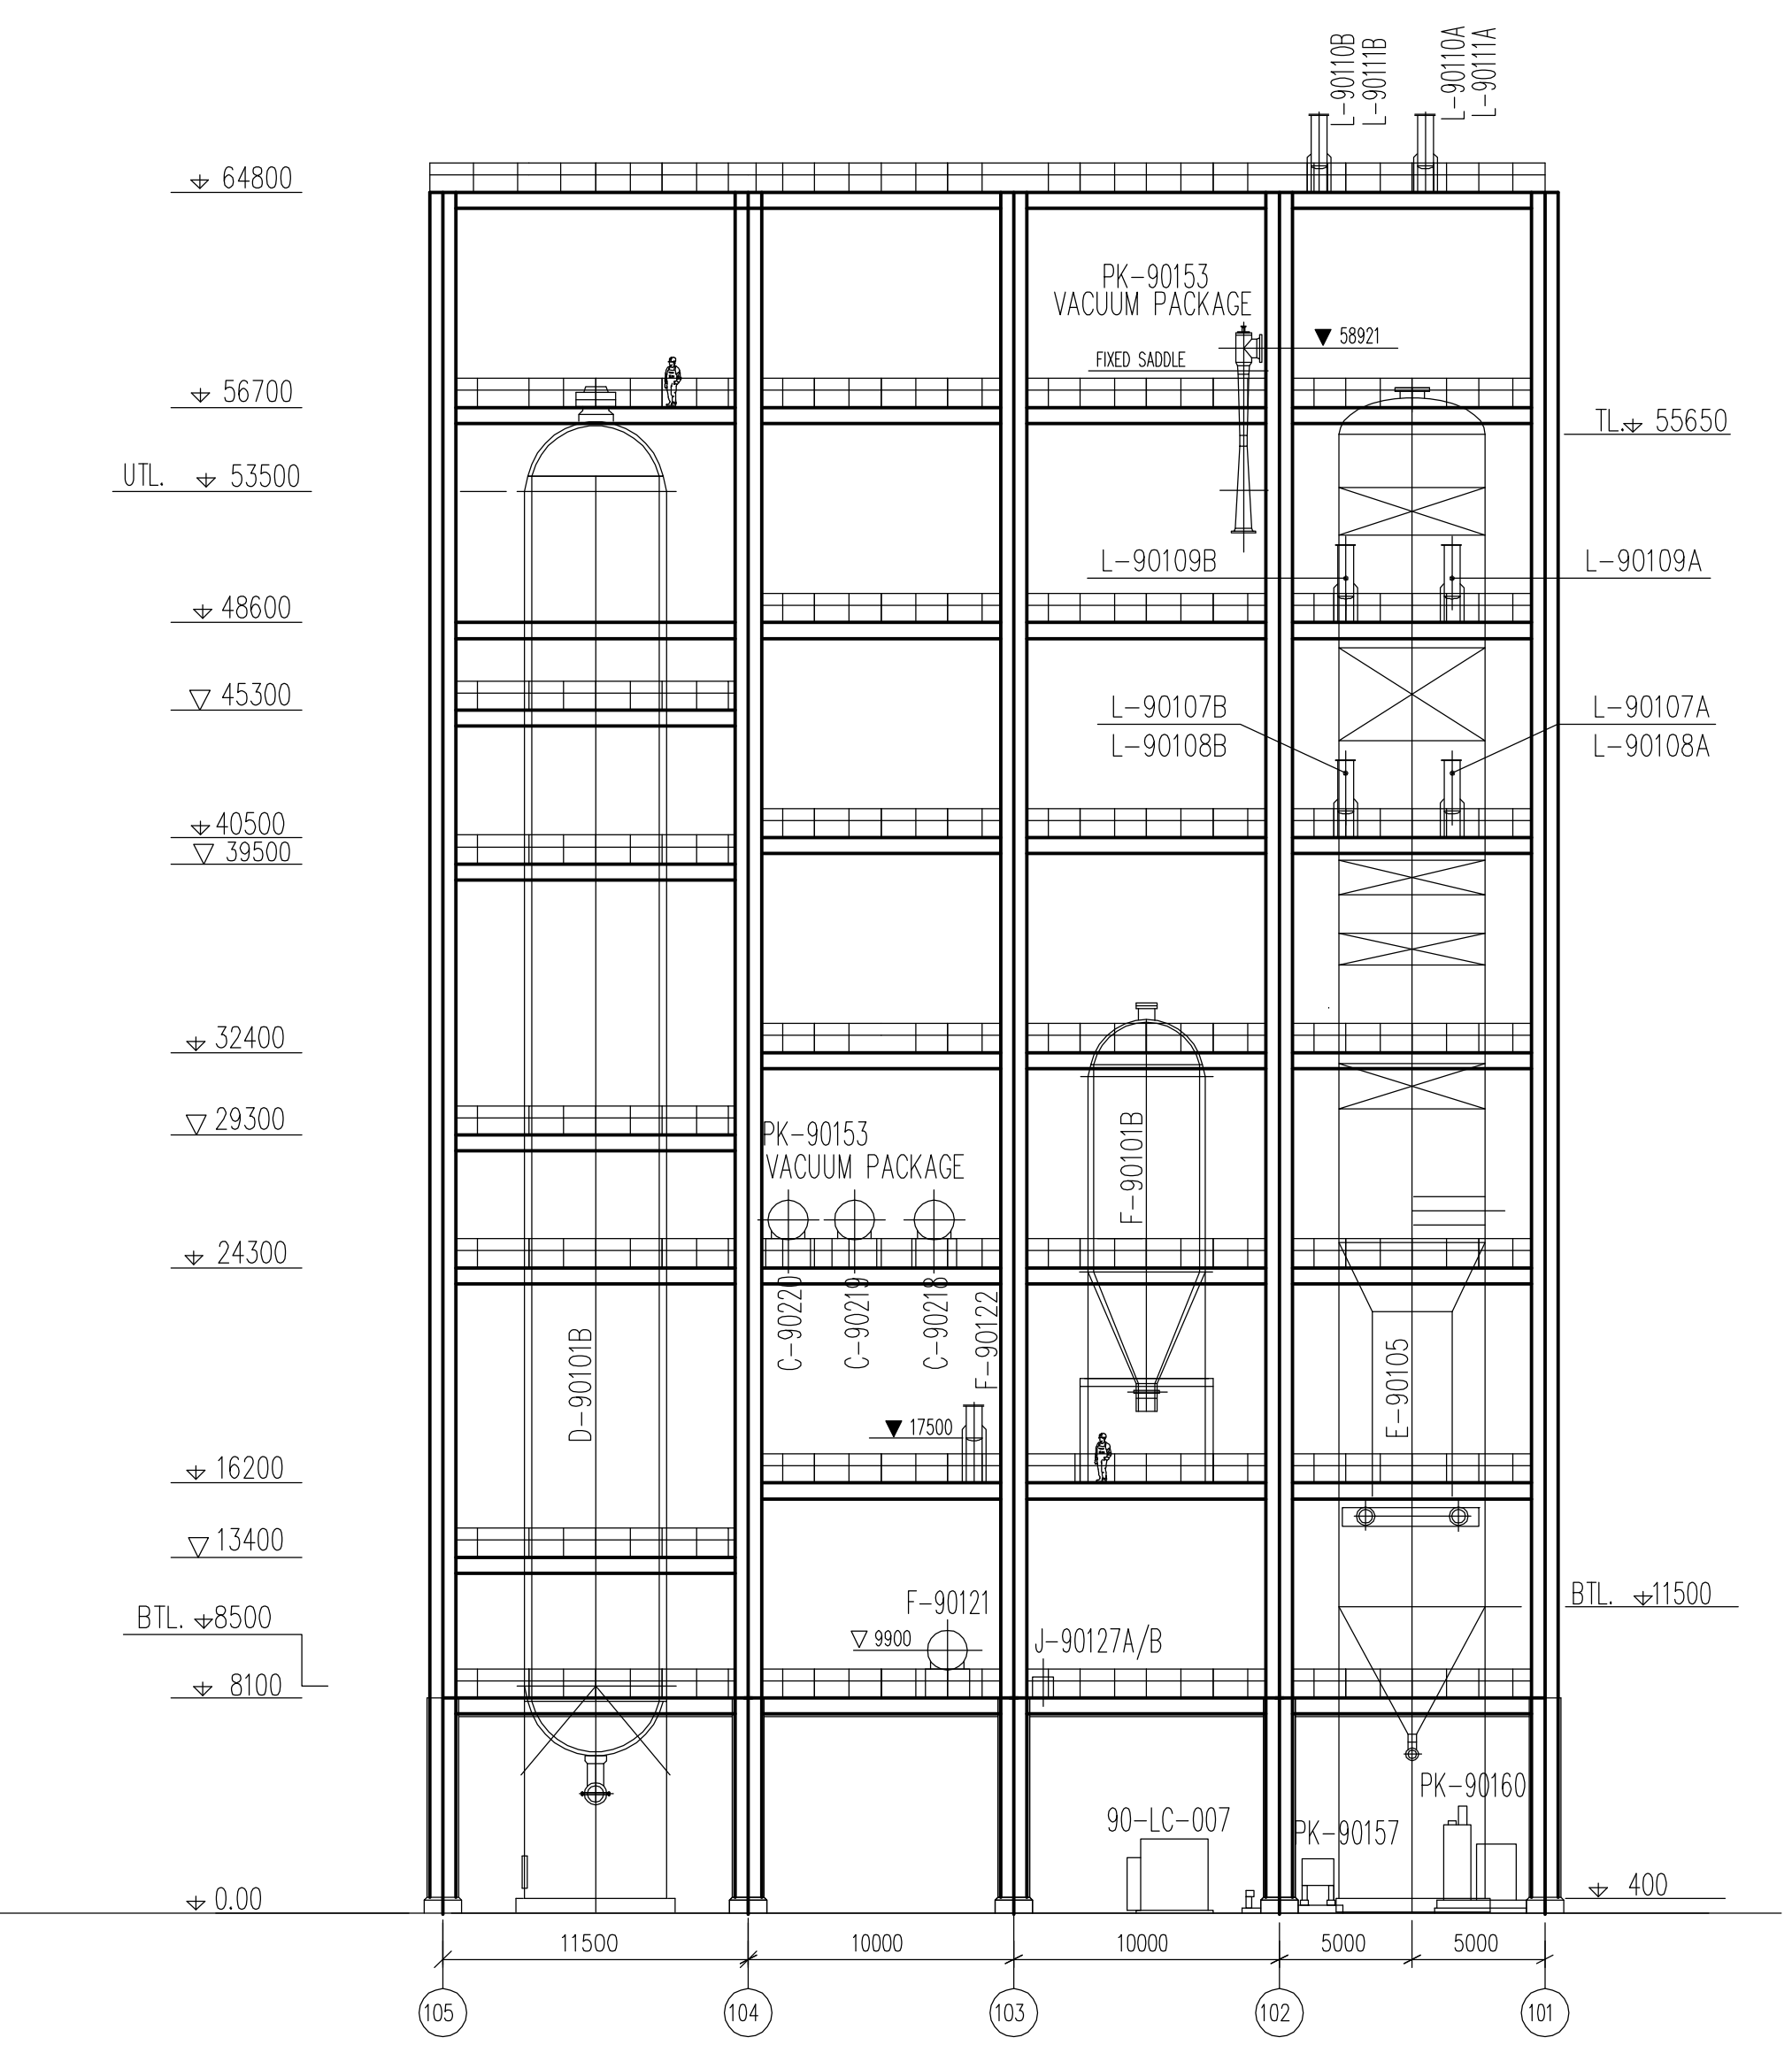 L-90110B
L-90111B
L-90110A
L-90111A
64800
PK-90153
VACUUM PACKAGE
58921
FIXED SADDLE
56700
TL. 55650
UTL. 53500
L-90109B
L-90109A
48600
45300
L-90107B
L-90108B
L-90107A
L-90108A
40500
39500
32400
29300
PK-90153
VACUUM PACKAGE
F-90101B
24300
C-90220
C-90219
C-90218
F-90122
D-90101B
E-90105
17500
16200
13400
F-90121
BTL. 11500
BTL. 8500
9900
J-90127A/B
8100
PK-90160
90-LC-007
PK-90157
0.00
400
11500
10000
10000
5000
5000
105
104
103
102
101